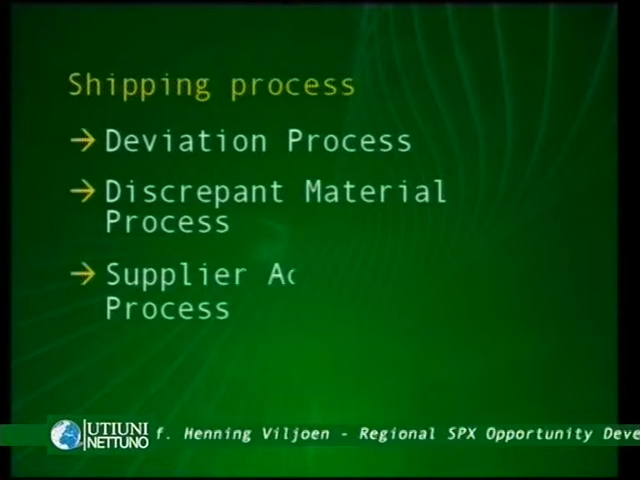 Shipping process
→ Deviation Process
→ Discrepant Material
Process
→ Supplier Ac
Process
UTIUNI
NETTUNO
f. Henning Viljoen - Regional SPX Opportunity Deve